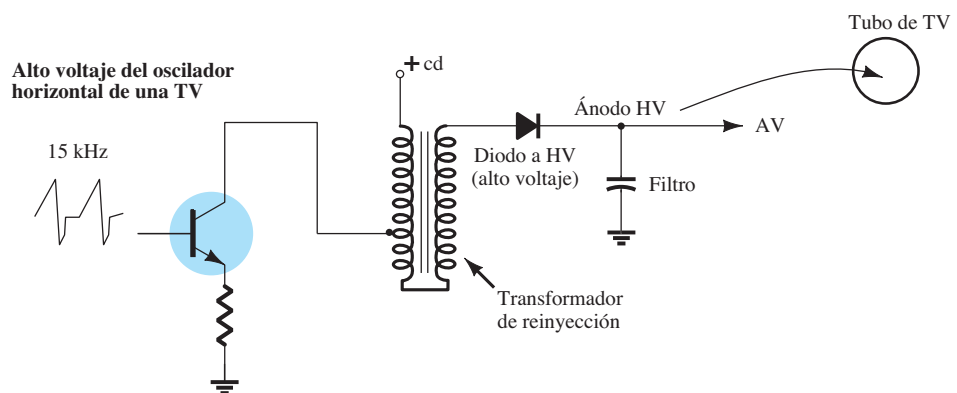 Tubo de TV
Alto voltaje del oscilador
horizontal de una TV
+ cd
Ánodo HV
AV
15 kHz
Diodo a HV
(alto voltaje)
Filtro
Transformador
de reinyección